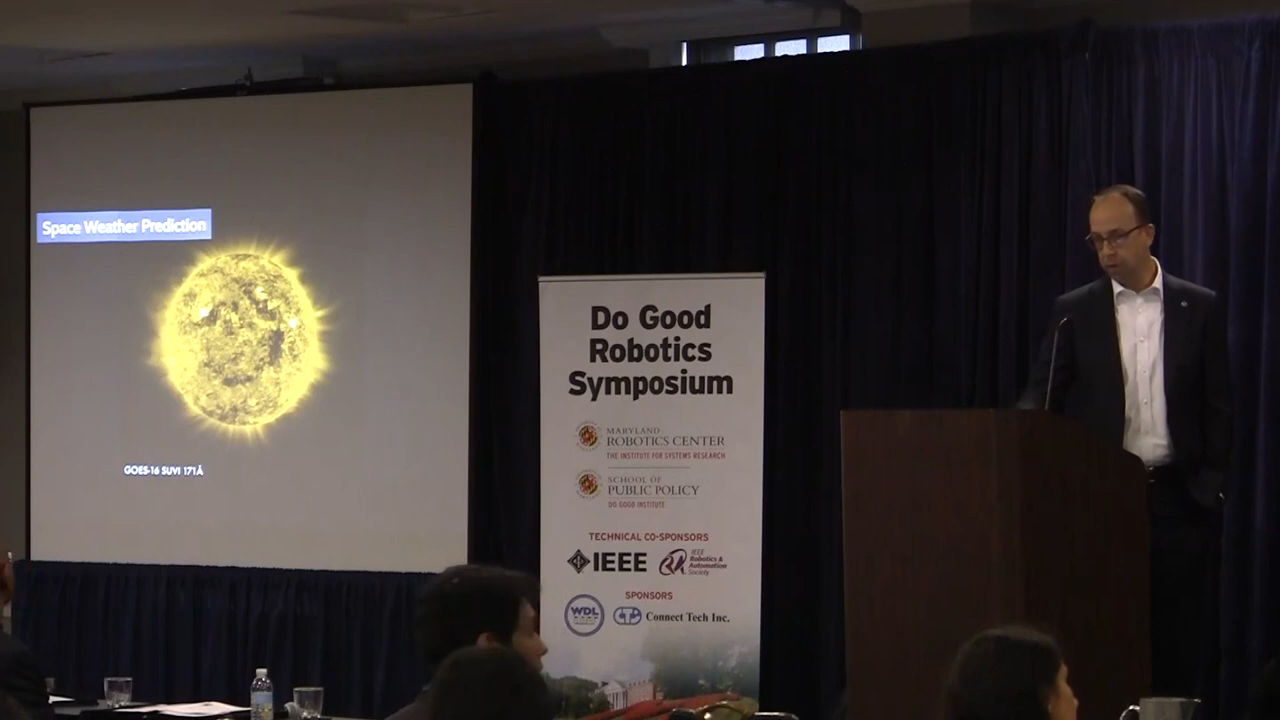 Space Weather Prediction
GOES-16 SUVI 171Å
Do Good
Robotics
Symposium
MARYLAND
ROBOTICS CENTER
THE INSTITUTE FOR SYSTEMS RESEARCH
SCHOOL OF
PUBLIC POLICY
DO GOOD INSTITUTE
TECHNICAL CO-SPONSORS
IEEE
IEEE
Robotics &
Automation
Society
SPONSORS
WDL
Connect Tech Inc.